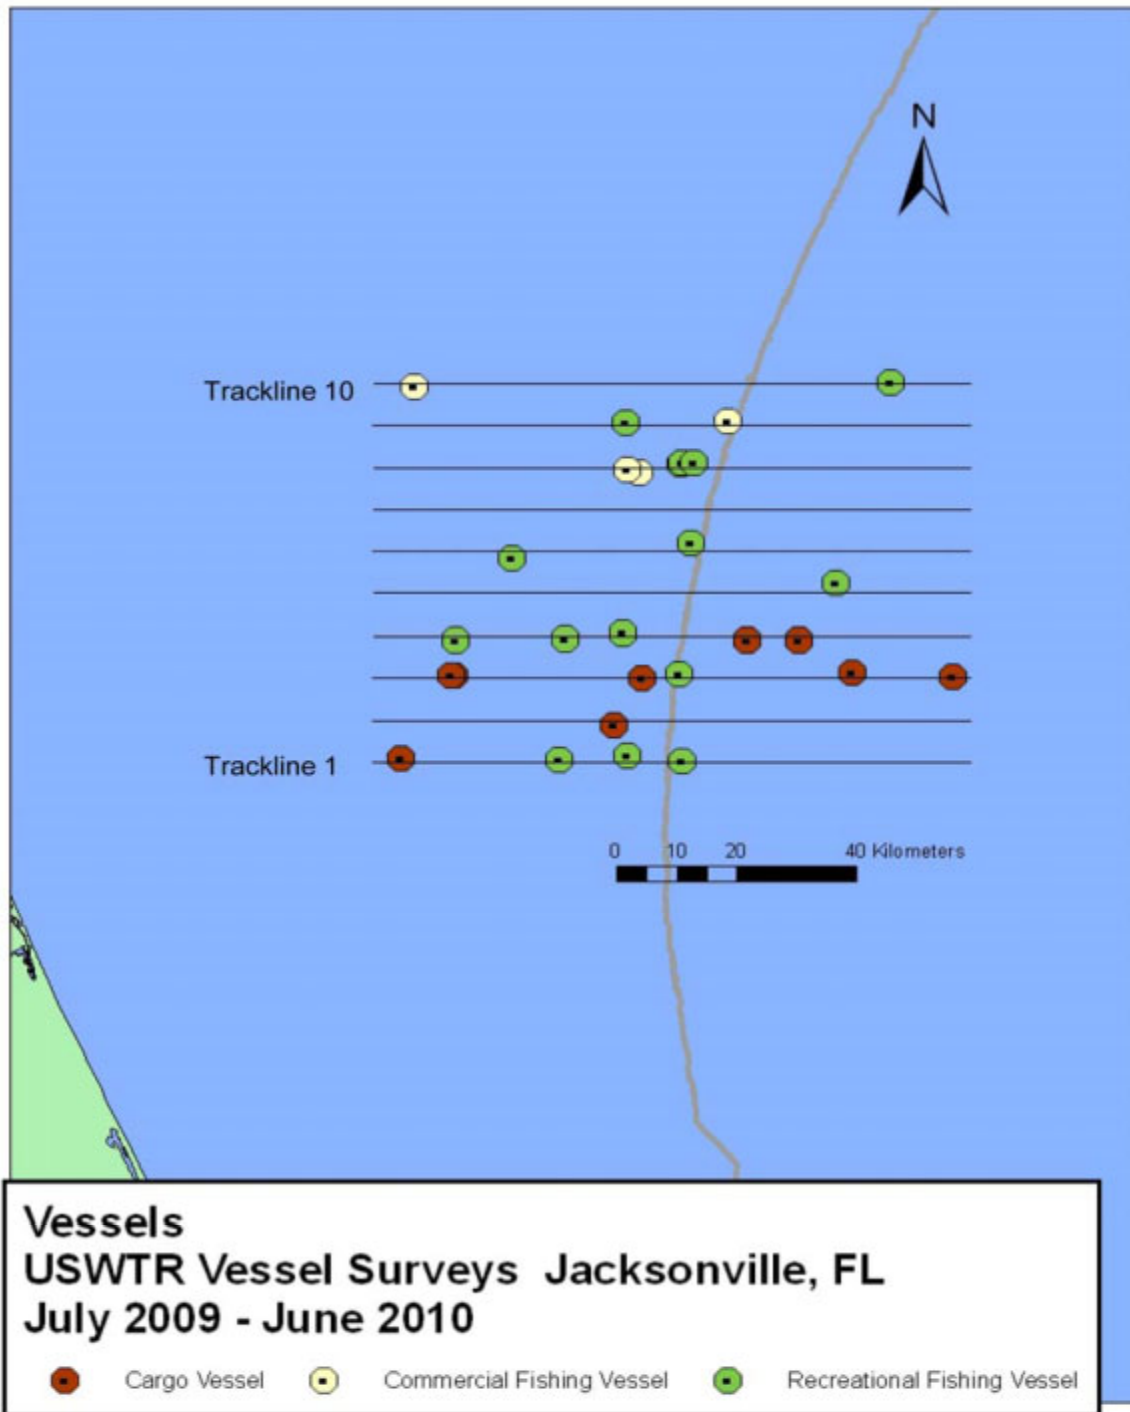 N
Trackline 10
Trackline 1
0 10 20 40 Kilometers
Vessels
USWTR Vessel Surveys Jacksonville, FL
July 2009 - June 2010
Cargo Vessel Commercial Fishing Vessel Recreational Fishing Vessel